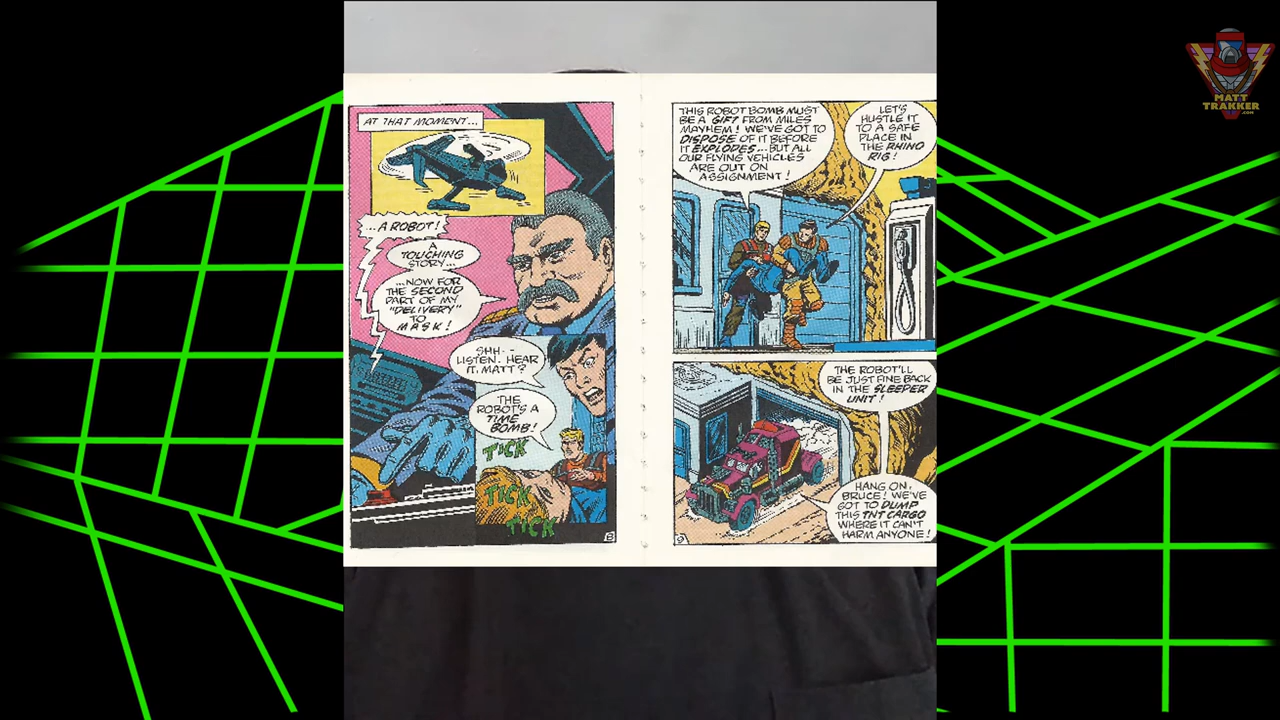 AT THAT MOMENT...
...A ROBOT!
A
TOUCHING
STORY...
...NOW FOR
THE SECOND
PART OF MY
"DELIVERY"
TO
MASK!
SHH--
LISTEN. HEAR
IT, MATT?
THE
ROBOT'S A
TIME
BOMB!
TICK
TICK
TICK
8
THIS ROBOT BOMB MUST
BE A GIFT FROM MILES
MAYHEM! WE'VE GOT TO
DISPOSE OF IT BEFORE
IT EXPLODES...BUT ALL
OUR FLYING VEHICLES
ARE OUT ON
ASSIGNMENT!
LET'S
HUSTLE IT
TO A SAFE
PLACE IN
THE RHINO
RIG!
THE ROBOT'LL
BE JUST FINE BACK
IN THE SLEEPER
UNIT!
HANG ON,
BRUCE! WE'VE
GOT TO DUMP
THIS TNT CARGO
WHERE IT CAN'T
HARM ANYONE!
9
MATT
TRAKKER
.COM